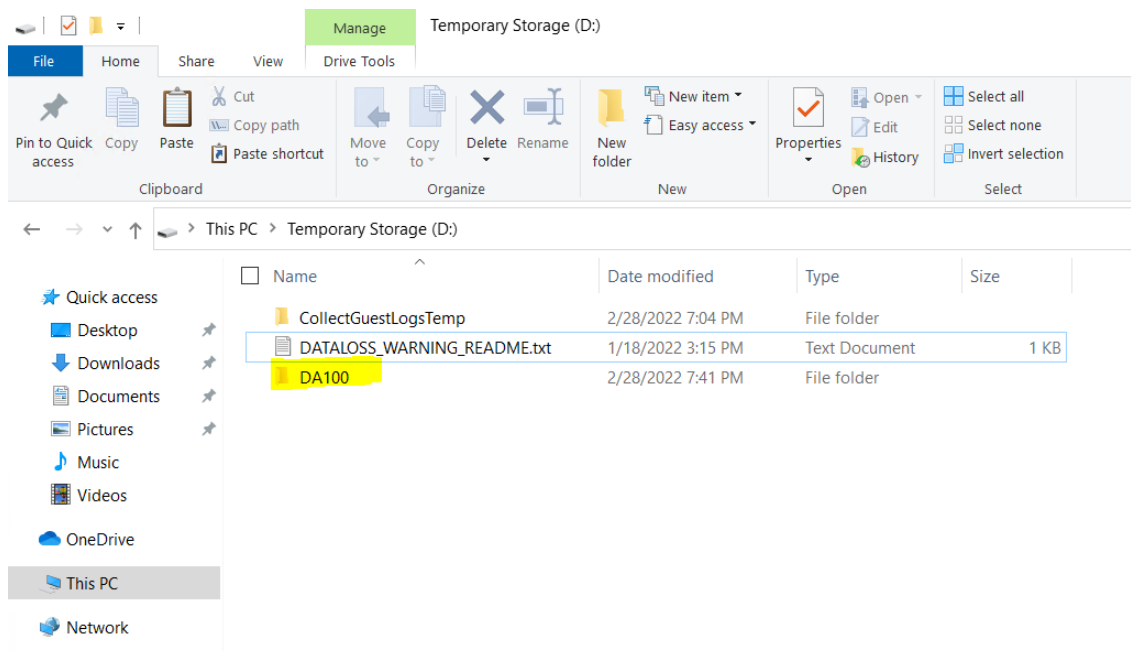 Manage Temporary Storage (D:)
File Home Share View Drive Tools
Pin to Quick access
Copy
Paste
Cut
Copy path
Paste shortcut
Clipboard
Move to
Copy to
Delete
Rename
Organize
New folder
New item
Easy access
New
Properties
Open
Edit
History
Open
Select all
Select none
Invert selection
Select
This PC > Temporary Storage (D:)
Quick access
Desktop
Downloads
Documents
Pictures
Music
Videos
OneDrive
This PC
Network
Name Date modified Type Size
CollectGuestLogsTemp 2/28/2022 7:04 PM File folder
DATALOSS_WARNING_README.txt 1/18/2022 3:15 PM Text Document 1 KB
DA100 2/28/2022 7:41 PM File folder